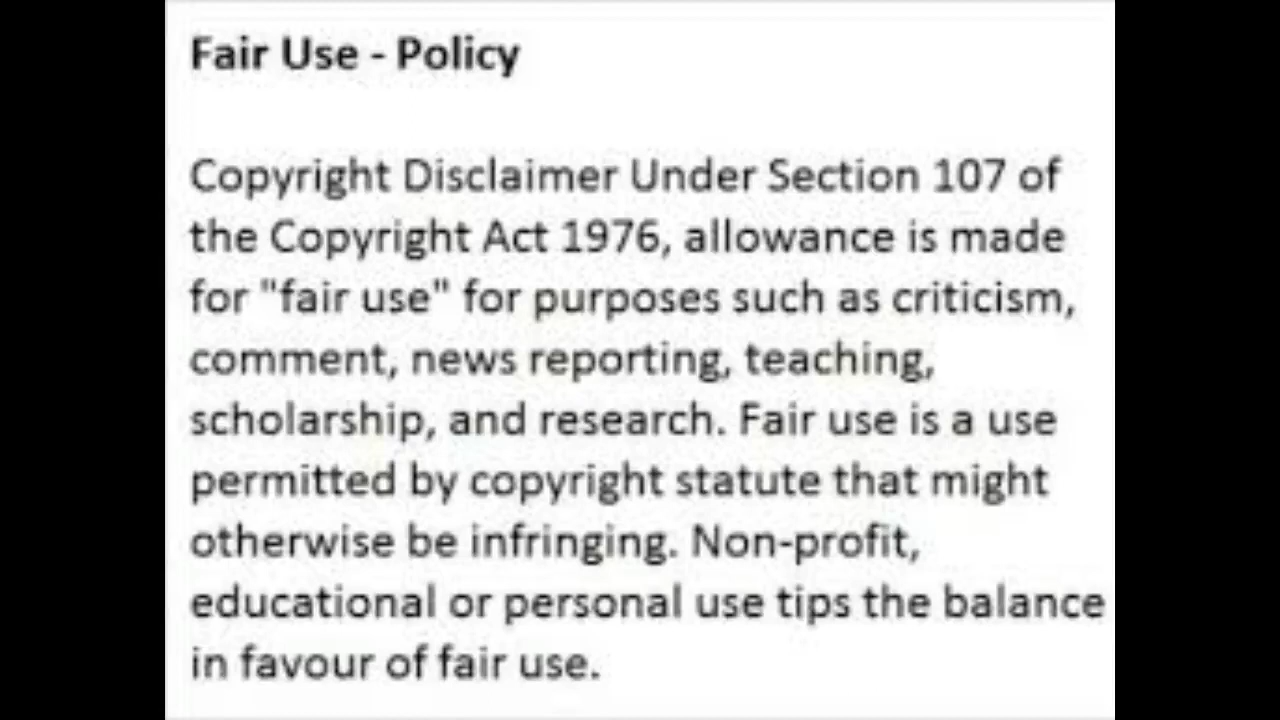 Fair Use - Policy
Copyright Disclaimer Under Section 107 of
the Copyright Act 1976, allowance is made
for "fair use" for purposes such as criticism,
comment, news reporting, teaching,
scholarship, and research. Fair use is a use
permitted by copyright statute that might
otherwise be infringing. Non-profit,
educational or personal use tips the balance
in favour of fair use.